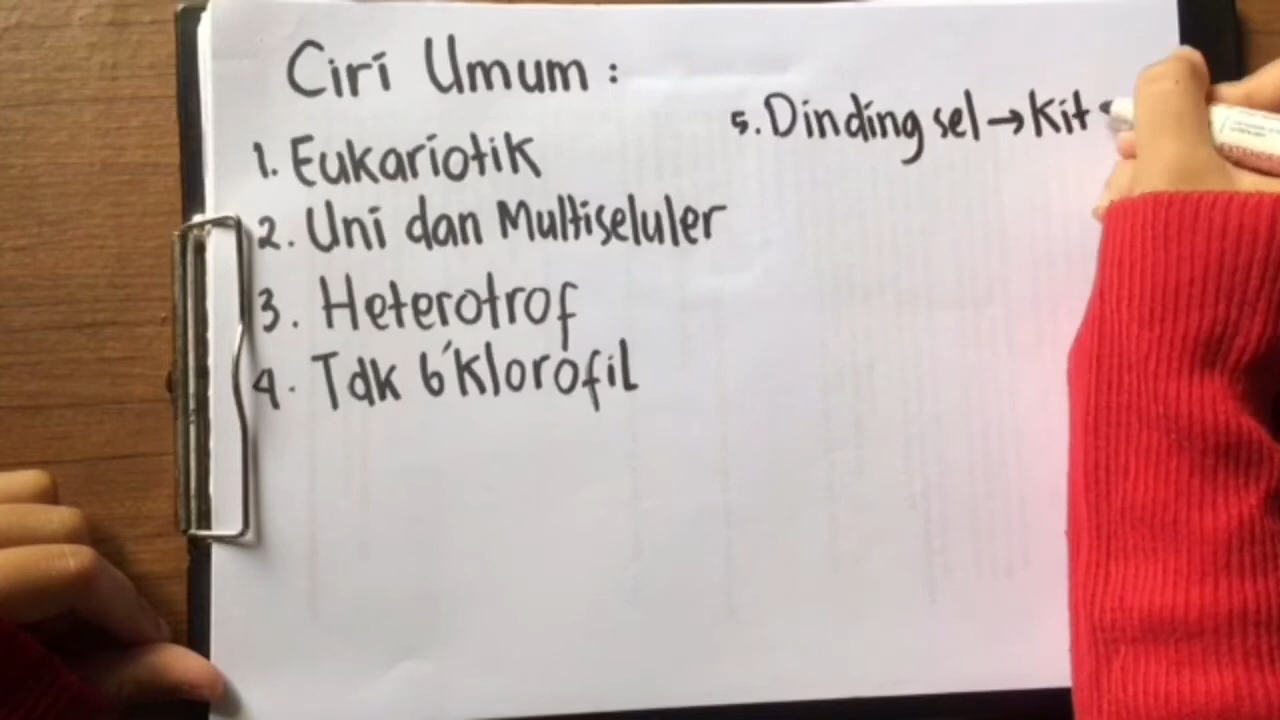 Ciri Umum :
1. Eukariotik
2. Uni dan Multiseluler
3. Heterotrof
4. Tdk b'klorofil
5. Dinding sel → Kit